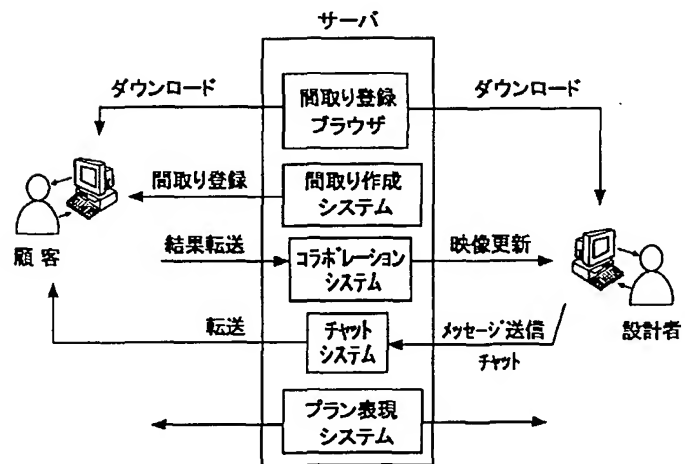 サーバ
ダウンロード
間取り登録
ブラウザ
ダウンロード
間取り登録
間取り作成
システム
顧客
結果転送
コラボレーション
システム
映像更新
転送
チャット
システム
メッセージ送信
チャット
設計者
プラン表現
システム